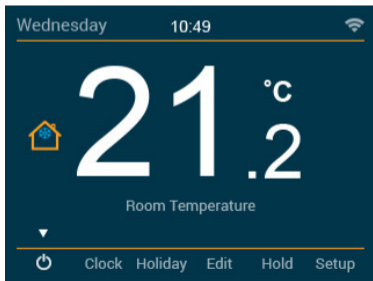 Wednesday 10:49
21.2 °C
Room Temperature
Clock Holiday Edit Hold Setup